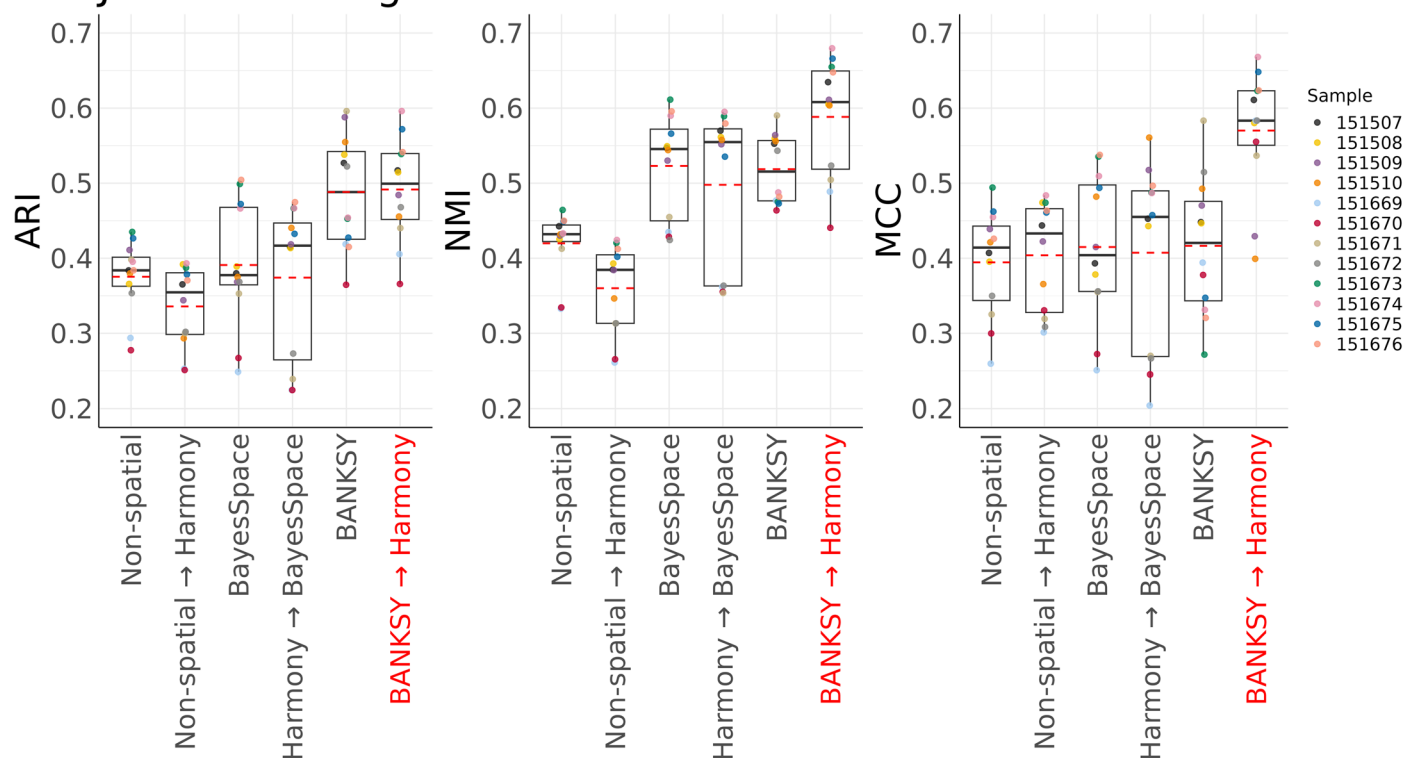 ARI
0.7
0.6
0.5
0.4
0.3
0.2
Non-spatial
Non-spatial → Harmony
BayesSpace
Harmony → BayesSpace
BANKSY
BANKSY → Harmony
NMI
0.7
0.6
0.5
0.4
0.3
0.2
Non-spatial
Non-spatial → Harmony
BayesSpace
Harmony → BayesSpace
BANKSY
BANKSY → Harmony
MCC
0.7
0.6
0.5
0.4
0.3
0.2
Non-spatial
Non-spatial → Harmony
BayesSpace
Harmony → BayesSpace
BANKSY
BANKSY → Harmony
Sample
151507
151508
151509
151510
151669
151670
151671
151672
151673
151674
151675
151676